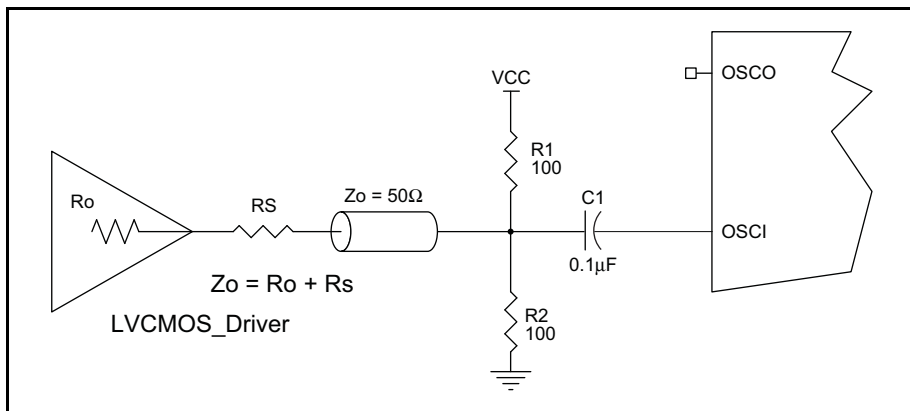 VCC
OSCO
R1
100
Ro
RS
Zo = 50Ω
C1
OSCI
0.1μF
Zo = Ro + Rs
LVCMOS_Driver
R2
100